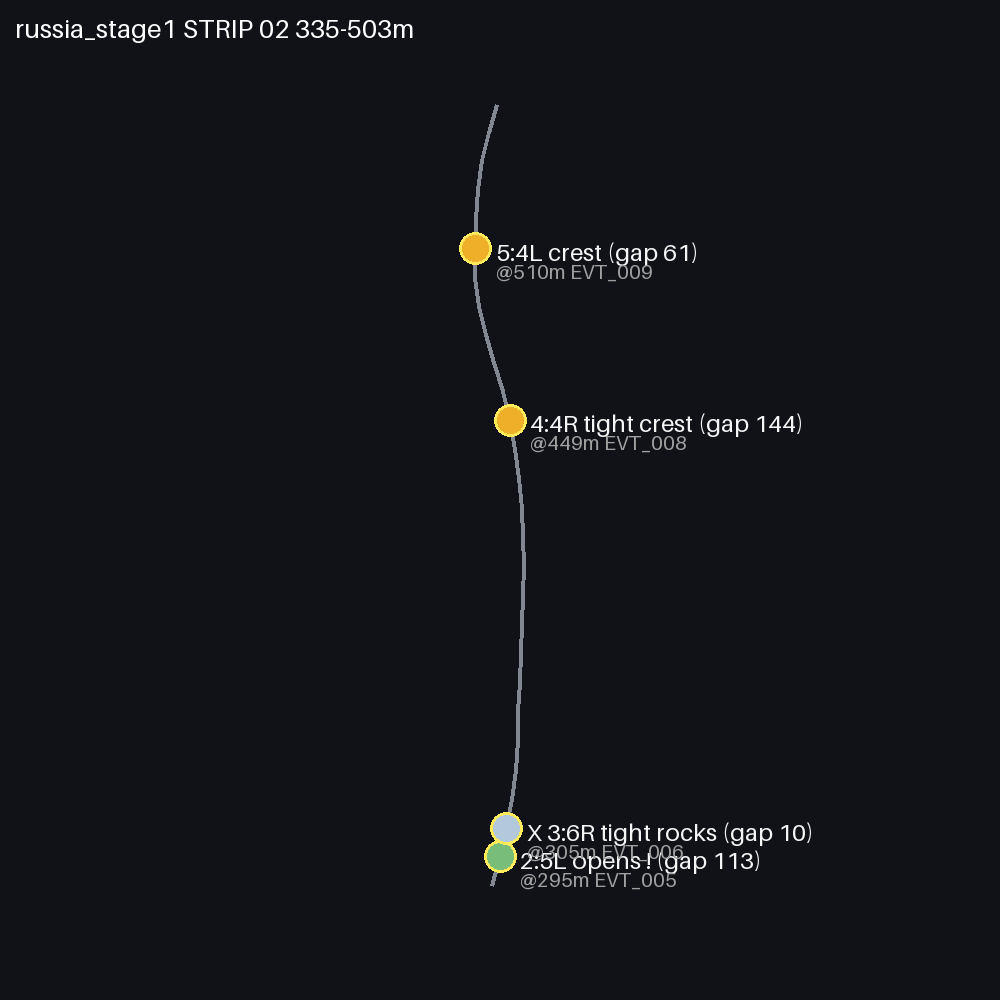 russia_stage1 STRIP 02 335-503m
5:4L crest (gap 61)
@510m EVT_009
4:4R tight crest (gap 144)
@449m EVT_008
X 3:6R tight rocks (gap 10)
@305m EVT_006
2:5L opens ! (gap 113)
@295m EVT_005